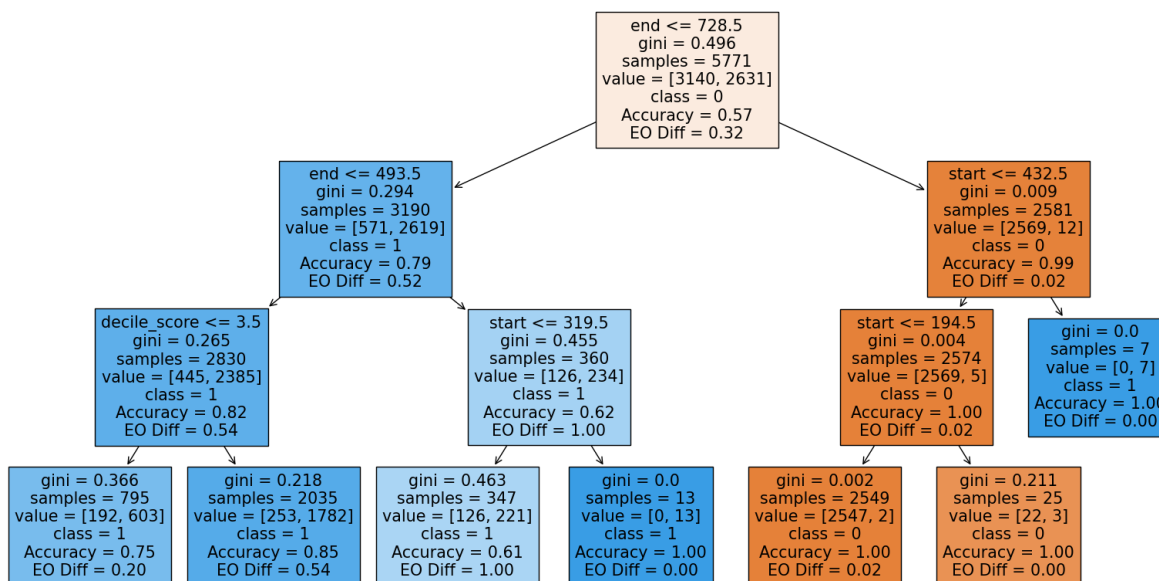 end <= 728.5
gini = 0.496
samples = 5771
value = [3140, 2631]
class = 0
Accuracy = 0.57
EO Diff = 0.32
end <= 493.5
gini = 0.294
samples = 3190
value = [571, 2619]
class = 1
Accuracy = 0.79
EO Diff = 0.52
start <= 432.5
gini = 0.009
samples = 2581
value = [2569, 12]
class = 0
Accuracy = 0.99
EO Diff = 0.02
decile_score <= 3.5
gini = 0.265
samples = 2830
value = [445, 2385]
class = 1
Accuracy = 0.82
EO Diff = 0.54
start <= 319.5
gini = 0.455
samples = 360
value = [126, 234]
class = 1
Accuracy = 0.62
EO Diff = 1.00
start <= 194.5
gini = 0.004
samples = 2574
value = [2569, 5]
class = 0
Accuracy = 1.00
EO Diff = 0.02
gini = 0.0
samples = 7
value = [0, 7]
class = 1
Accuracy = 1.00
EO Diff = 0.00
gini = 0.366
samples = 795
value = [192, 603]
class = 1
Accuracy = 0.75
EO Diff = 0.20
gini = 0.218
samples = 2035
value = [253, 1782]
class = 1
Accuracy = 0.85
EO Diff = 0.54
gini = 0.463
samples = 347
value = [126, 221]
class = 1
Accuracy = 0.61
EO Diff = 1.00
gini = 0.0
samples = 13
value = [0, 13]
class = 1
Accuracy = 1.00
EO Diff = 0.00
gini = 0.002
samples = 2549
value = [2547, 2]
class = 0
Accuracy = 1.00
EO Diff = 0.02
gini = 0.211
samples = 25
value = [22, 3]
class = 0
Accuracy = 1.00
EO Diff = 0.00